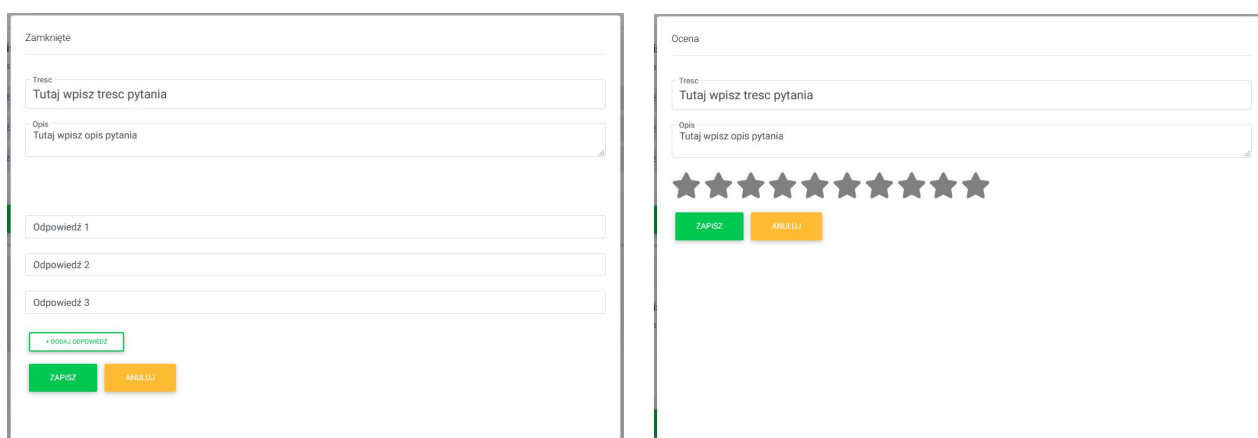 Zamknięte
Tresc
Tutaj wpisz tresc pytania
Opis
Tutaj wpisz opis pytania
Odpowiedź 1
Odpowiedź 2
Odpowiedź 3
+ DODAJ ODPOWIEDŹ
ZAPISZ
ANULUJ
Ocena
Tresc
Tutaj wpisz tresc pytania
Opis
Tutaj wpisz opis pytania
ZAPISZ
ANULUJ